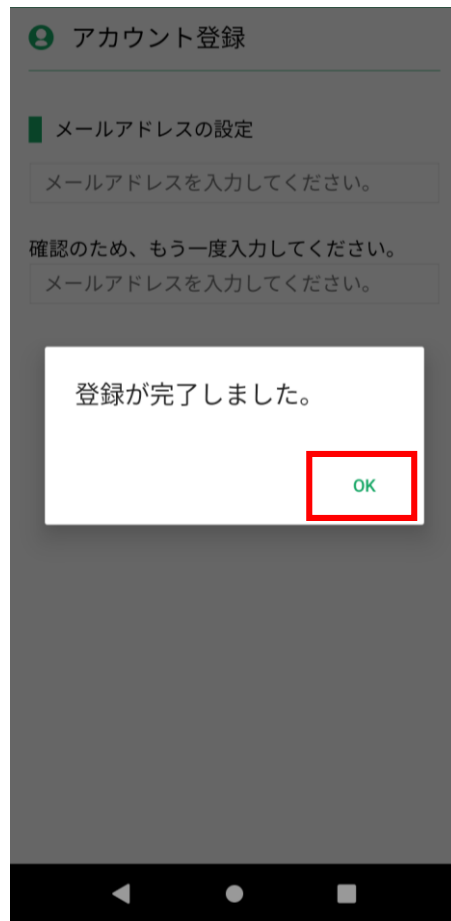 アカウント登録
メールアドレスの設定
メールアドレスを入力してください。
確認のため、もう一度入力してください。
メールアドレスを入力してください。
登録が完了しました。
OK